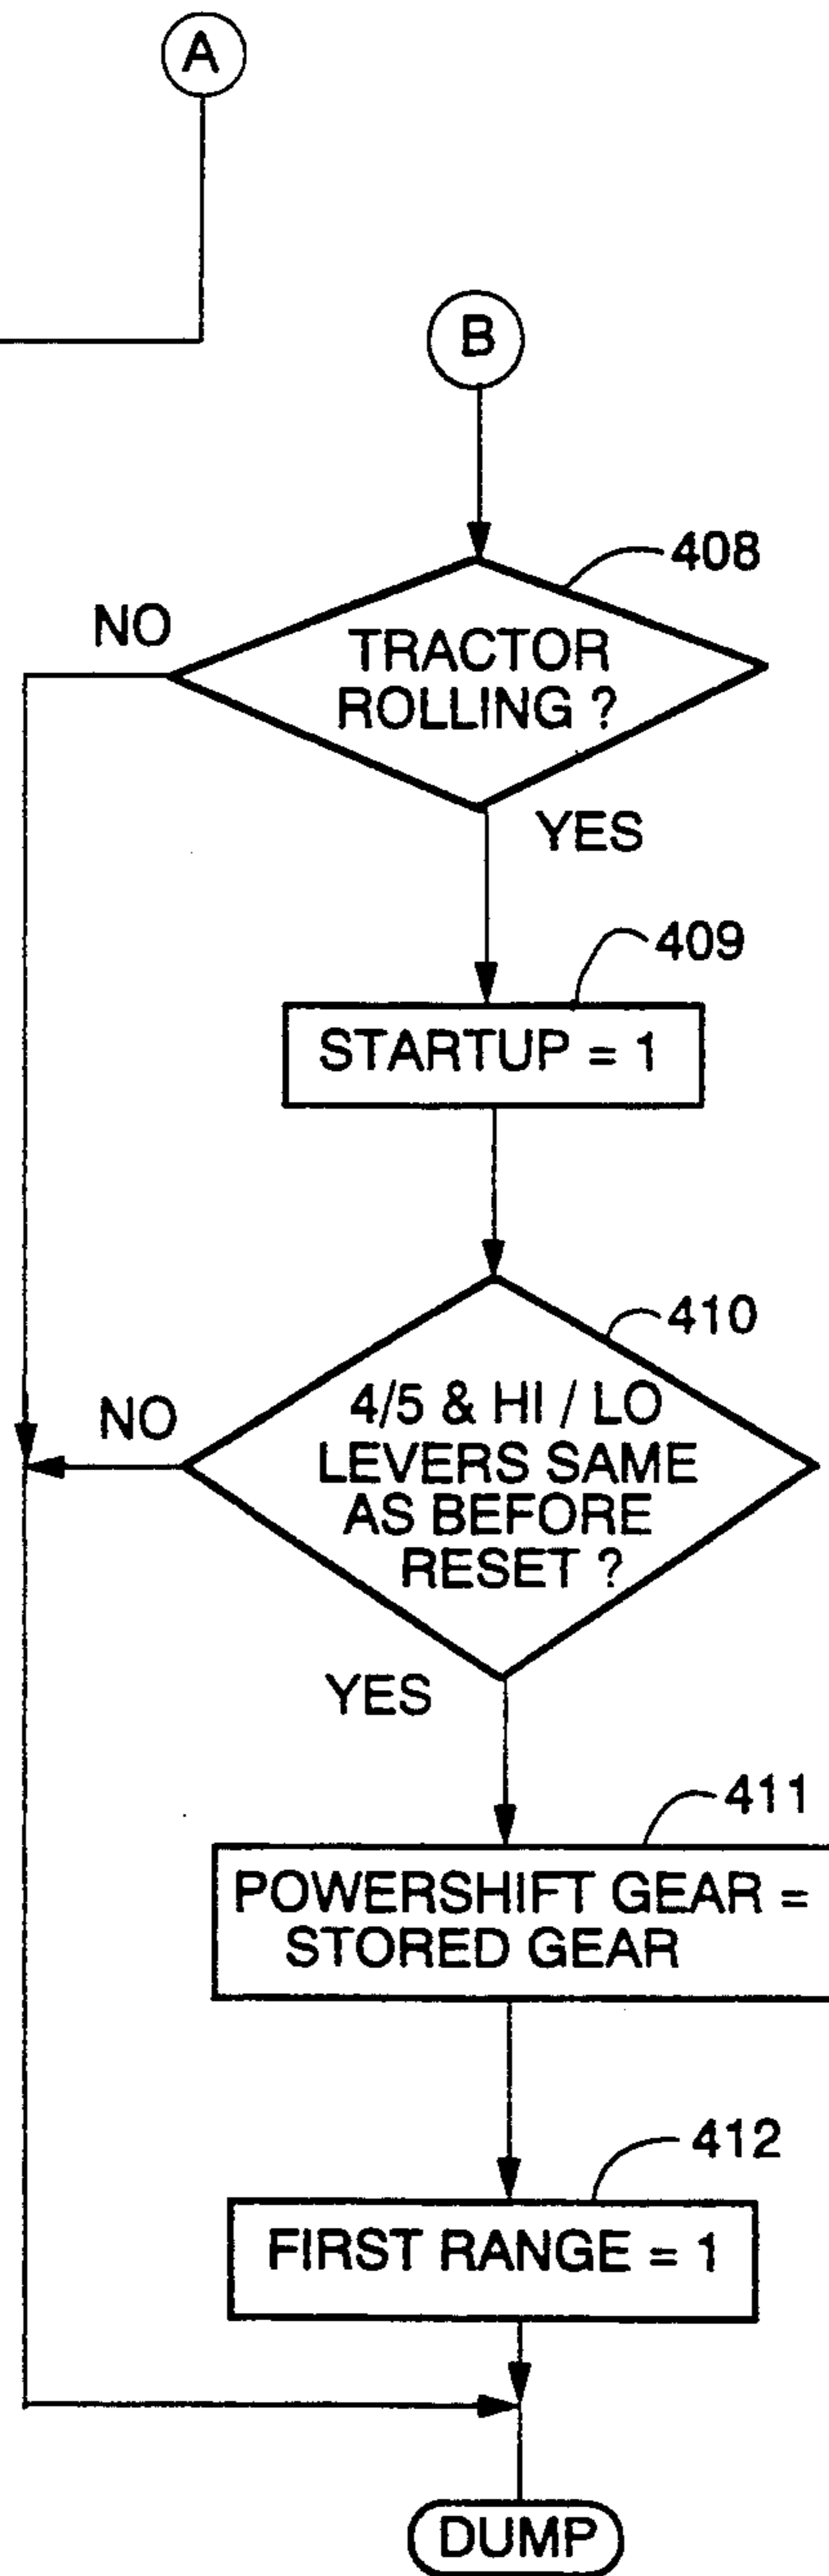 A
B
408
NO
TRACTOR
ROLLING ?
YES
409
STARTUP = 1
410
NO
4/5 & HI / LO
LEVERS SAME
AS BEFORE
RESET ?
YES
411
POWERSHIFT GEAR =
STORED GEAR
412
FIRST RANGE = 1
DUMP